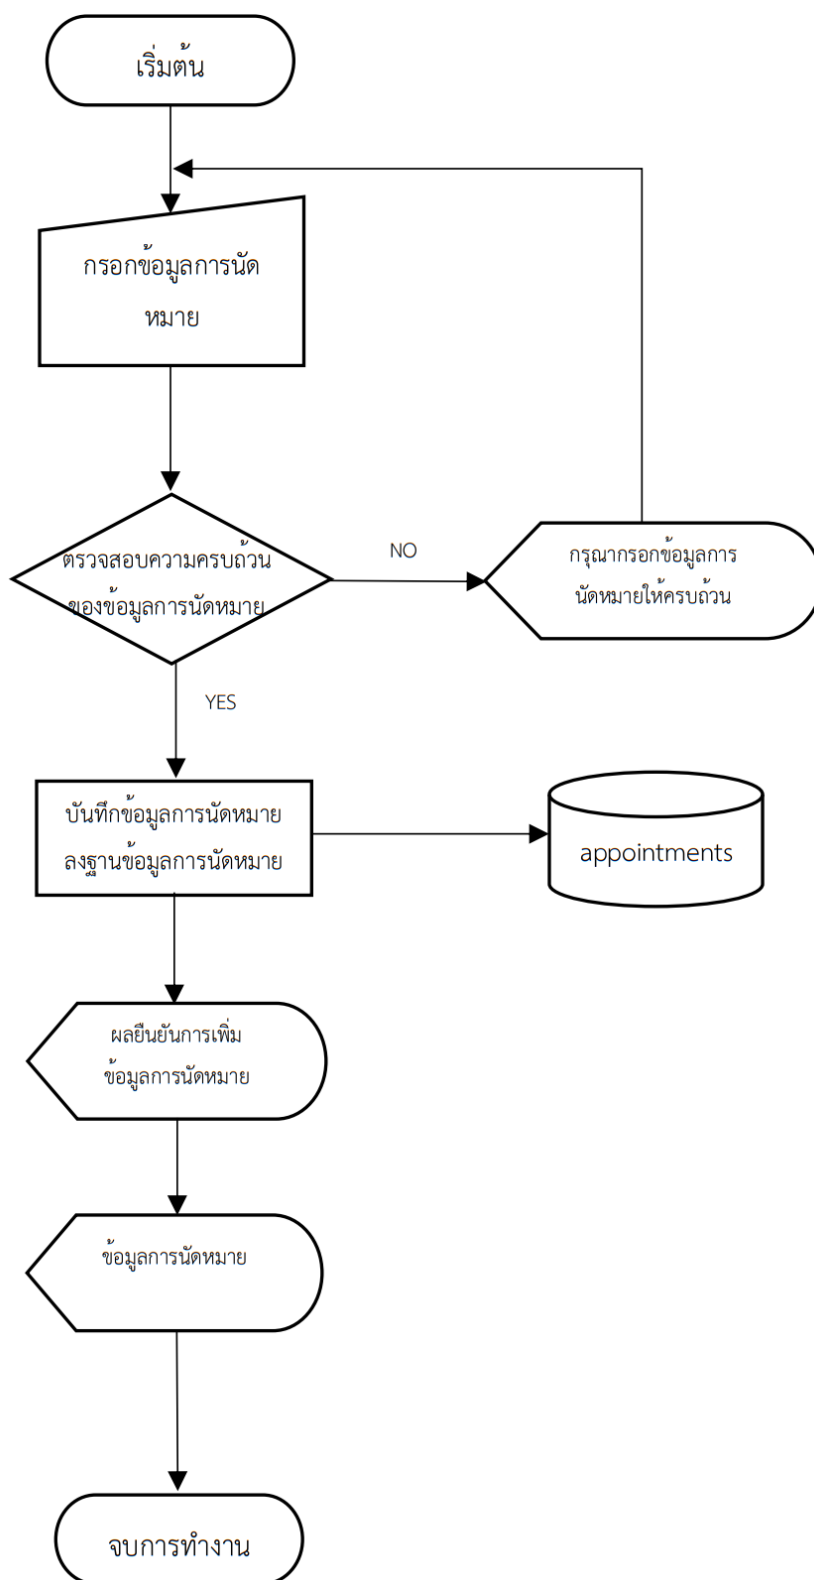 เริ่มต้น
กรอกข้อมูลการนัด
หมาย
ตรวจสอบความครบถ้วน
ของข้อมูลการนัดหมาย
NO
กรุณากรอกข้อมูลการ
นัดหมายให้ครบถ้วน
YES
บันทึกข้อมูลการนัดหมาย
ลงฐานข้อมูลการนัดหมาย
appointments
ผลยืนยันการเพิ่ม
ข้อมูลการนัดหมาย
ข้อมูลการนัดหมาย
จบการทำงาน